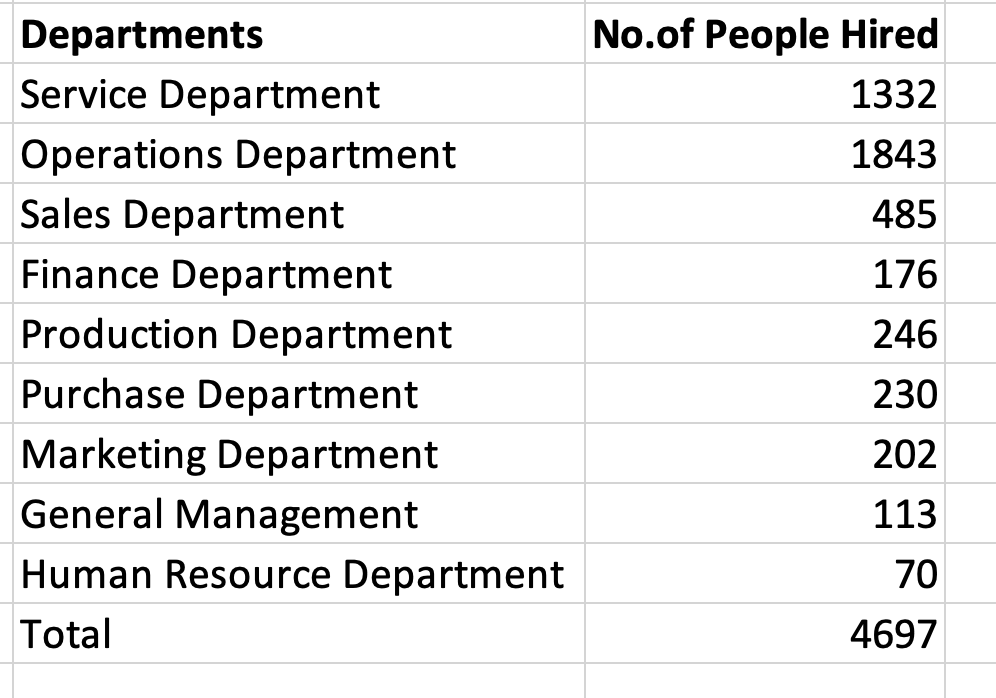 Departments No.of People Hired
Service Department 1332
Operations Department 1843
Sales Department 485
Finance Department 176
Production Department 246
Purchase Department 230
Marketing Department 202
General Management 113
Human Resource Department 70
Total 4697